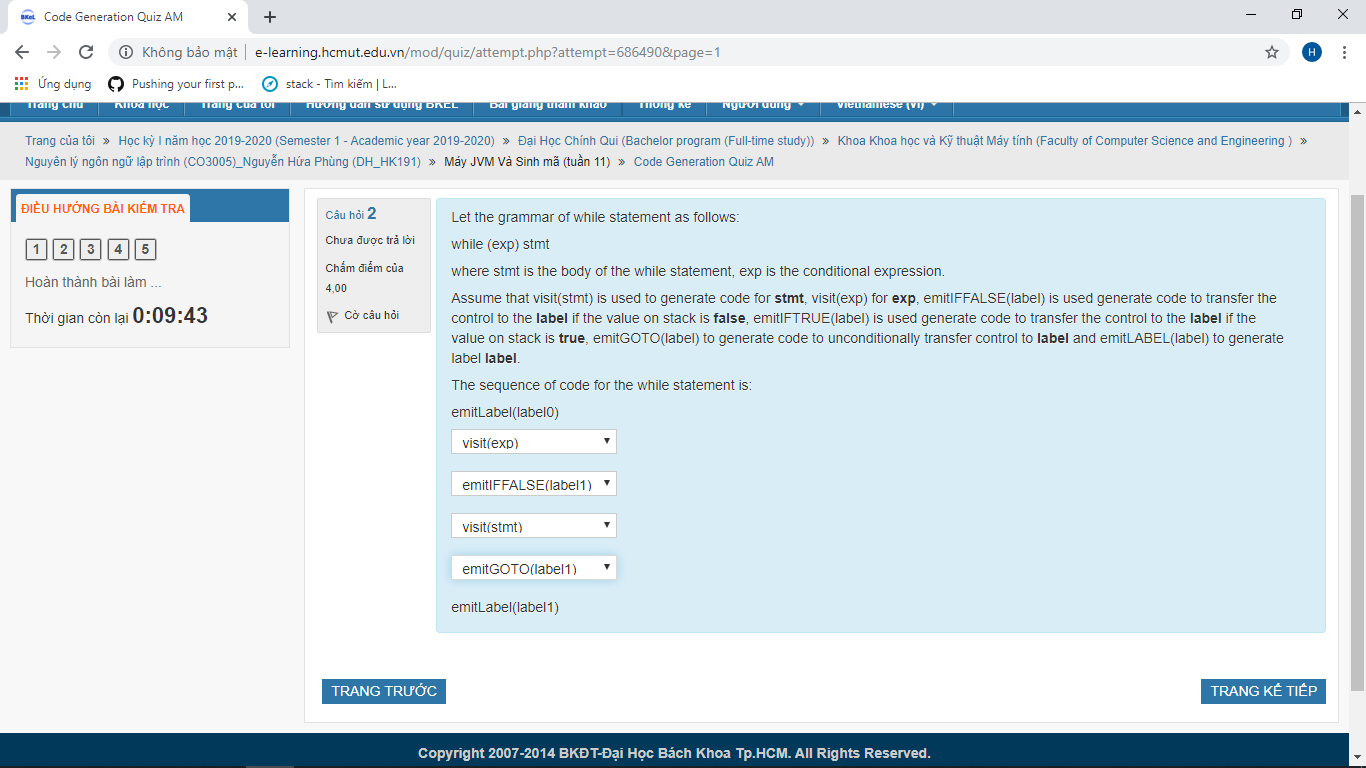 Code Generation Quiz AM
Không bảo mật
e-learning.hcmut.edu.vn/mod/quiz/attempt.php?attempt=686490&page=1
H
Ứng dụng
Pushing your first p...
stack - Tìm kiếm | L...
Trang chủ
Khoá học
Trang của tôi
Hướng dẫn sử dụng BKEL
Bài giảng tham khảo
Thống kê
Người dùng
Vietnamese (vi)
Trang của tôi » Học kỳ I năm học 2019-2020 (Semester 1 - Academic year 2019-2020) » Đại Học Chính Qui (Bachelor program (Full-time study)) » Khoa Khoa học và Kỹ thuật Máy tính (Faculty of Computer Science and Engineering ) »
Nguyên lý ngôn ngữ lập trình (CO3005)_Nguyễn Hứa Phùng (DH_HK191) » Máy JVM Và Sinh mã (tuần 11) » Code Generation Quiz AM
ĐIỀU HƯỚNG BÀI KIỂM TRA
1 2 3 4 5
Hoàn thành bài làm ...
Thời gian còn lại 0:09:43
Câu hỏi 2
Chưa được trả lời
Chấm điểm của
4,00
Cờ câu hỏi
Let the grammar of while statement as follows:
while (exp) stmt
where stmt is the body of the while statement, exp is the conditional expression.
Assume that visit(stmt) is used to generate code for stmt, visit(exp) for exp, emitIFFALSE(label) is used generate code to transfer the
control to the label if the value on stack is false, emitIFTRUE(label) is used generate code to transfer the control to the label if the
value on stack is true, emitGOTO(label) to generate code to unconditionally transfer control to label and emitLABEL(label) to generate
label label.
The sequence of code for the while statement is:
emitLabel(label0)
visit(exp)
emitIFFALSE(label1)
visit(stmt)
emitGOTO(label1)
emitLabel(label1)
TRANG TRƯỚC
TRANG KẾ TIẾP
Copyright 2007-2014 BKĐT-Đại Học Bách Khoa Tp.HCM. All Rights Reserved.